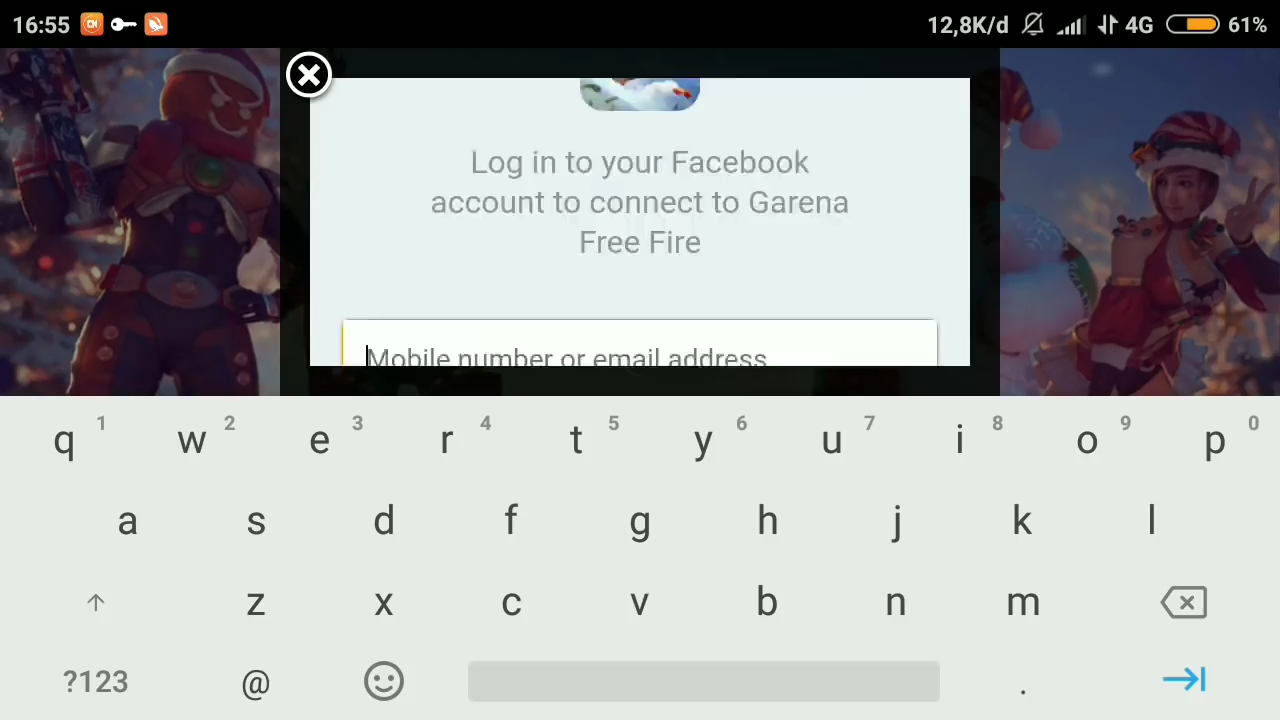 16:55 12,8K/d 4G 61%
Log in to your Facebook
account to connect to Garena
Free Fire
Mobile number or email address
q 1 w 2 e 3 r 4 t 5 y 6 u 7 i 8 o 9 p 0
a s d f g h j k l
z x c v b n m
?123 @ .